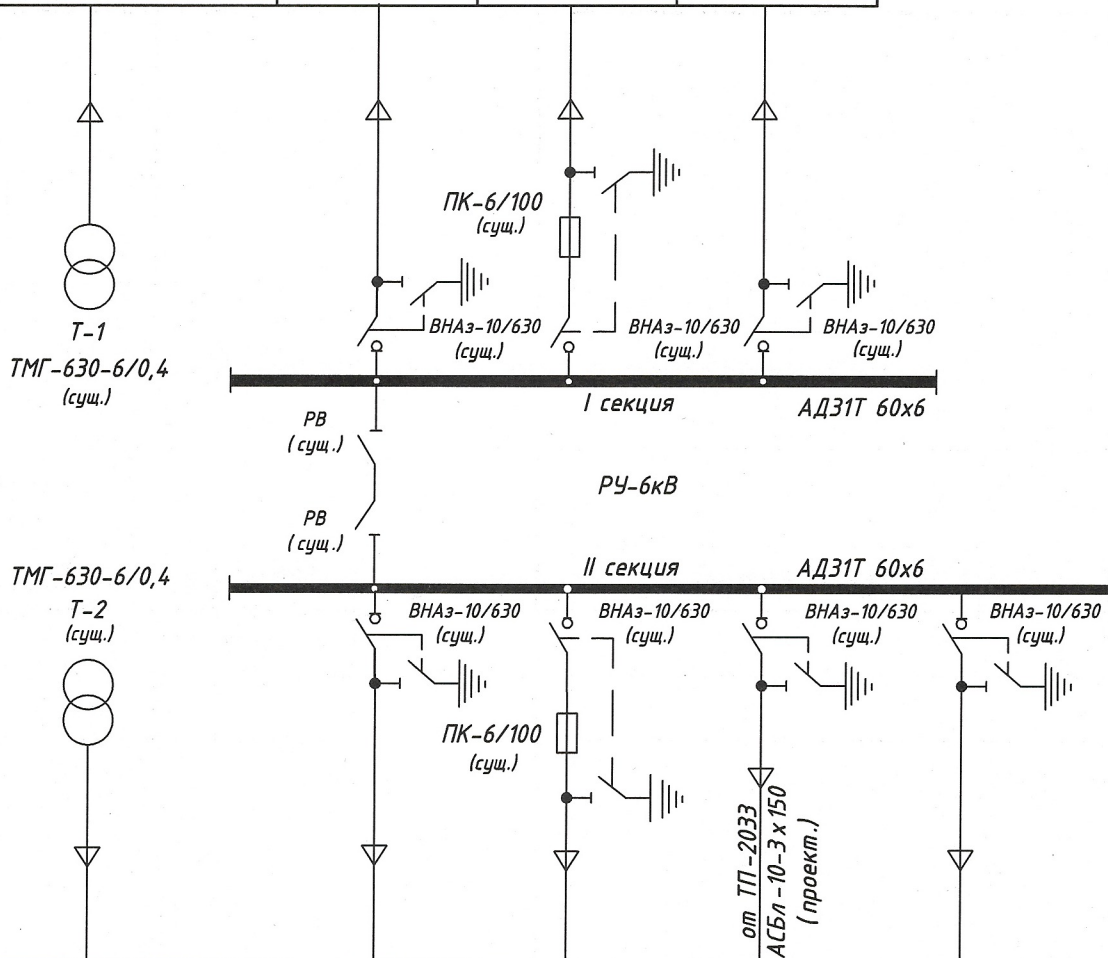 ПК-6/100
(сущ.)
Т-1
ТМГ-630-6/0,4
(сущ.)
ВНАз-10/630
(сущ.)
ВНАз-10/630
(сущ.)
ВНАз-10/630
(сущ.)
I секция
АД31Т 60х6
РВ
(сущ.)
РУ-6кВ
РВ
(сущ.)
ТМГ-630-6/0,4
Т-2
(сущ.)
II секция
АД31Т 60х6
ВНАз-10/630
(сущ.)
ВНАз-10/630
(сущ.)
ВНАз-10/630
(сущ.)
ВНАз-10/630
(сущ.)
ПК-6/100
(сущ.)
от ТП-2033
АСБл-10-3 х 150
(проект.)